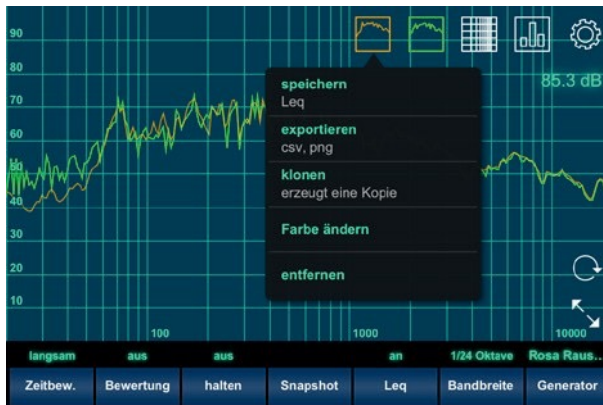 90
80
70
60
50
40
30
20
10
85.3 dB
speichern
Leq
exportieren
csv, png
klonen
erzeugt eine Kopie
Farbe ändern
entfernen
100 1000 10000
langsam aus aus an 1/24 Oktave Rosa Raus..
Zeitbew. Bewertung halten Snapshot Leq Bandbreite Generator